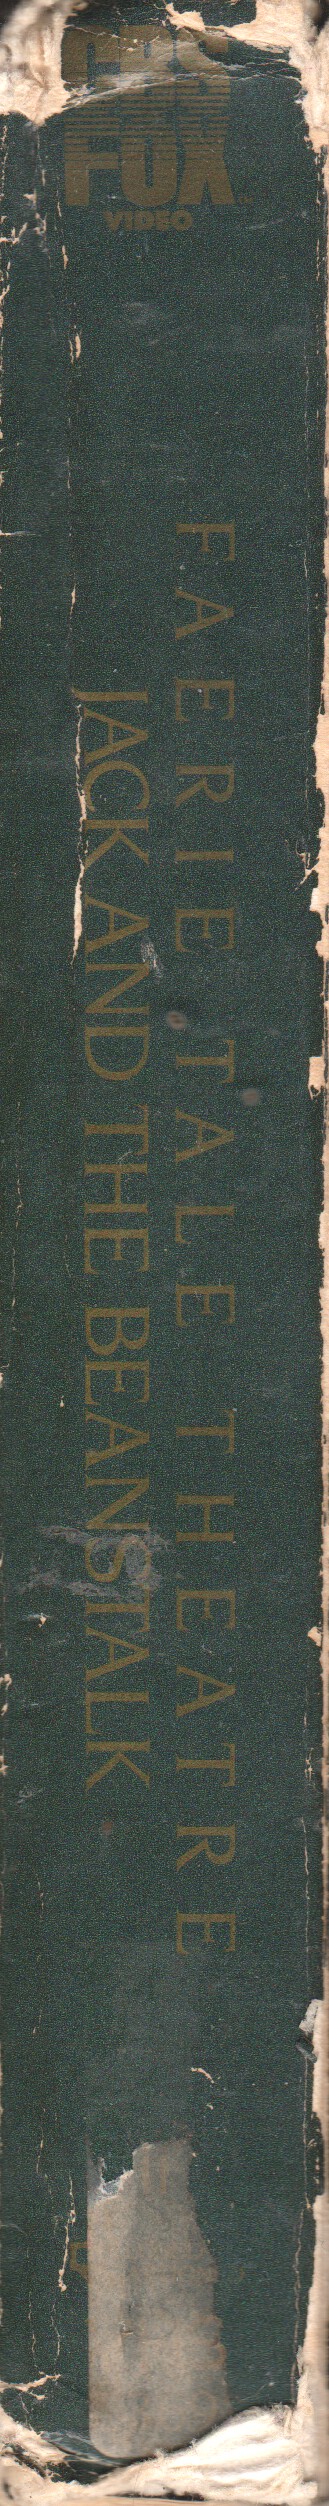 CBS
FOX
VIDEO
FAERIE TALE THEATRE
JACK AND THE BEANSTALK